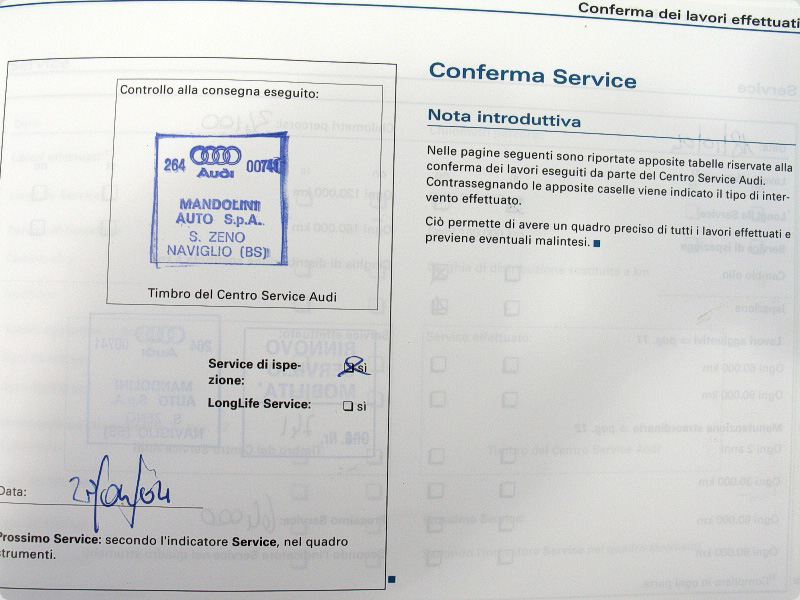 Conferma dei lavori effettuati
Controllo alla consegna eseguito:
264 Audi 00741
MANDOLINI
AUTO S.p.A.
S. ZENO
NAVIGLIO (BS)
Timbro del Centro Service Audi
Service di ispe-
zione:
sì
LongLife Service:
sì
Data:
Prossimo Service: secondo l'indicatore Service, nel quadro
strumenti.
Conferma Service
Nota introduttiva
Nelle pagine seguenti sono riportate apposite tabelle riservate alla
conferma dei lavori eseguiti da parte del Centro Service Audi.
Contrassegnando le apposite caselle viene indicato il tipo di inter-
vento effettuato.
Ciò permette di avere un quadro preciso di tutti i lavori effettuati e
previene eventuali malintesi.